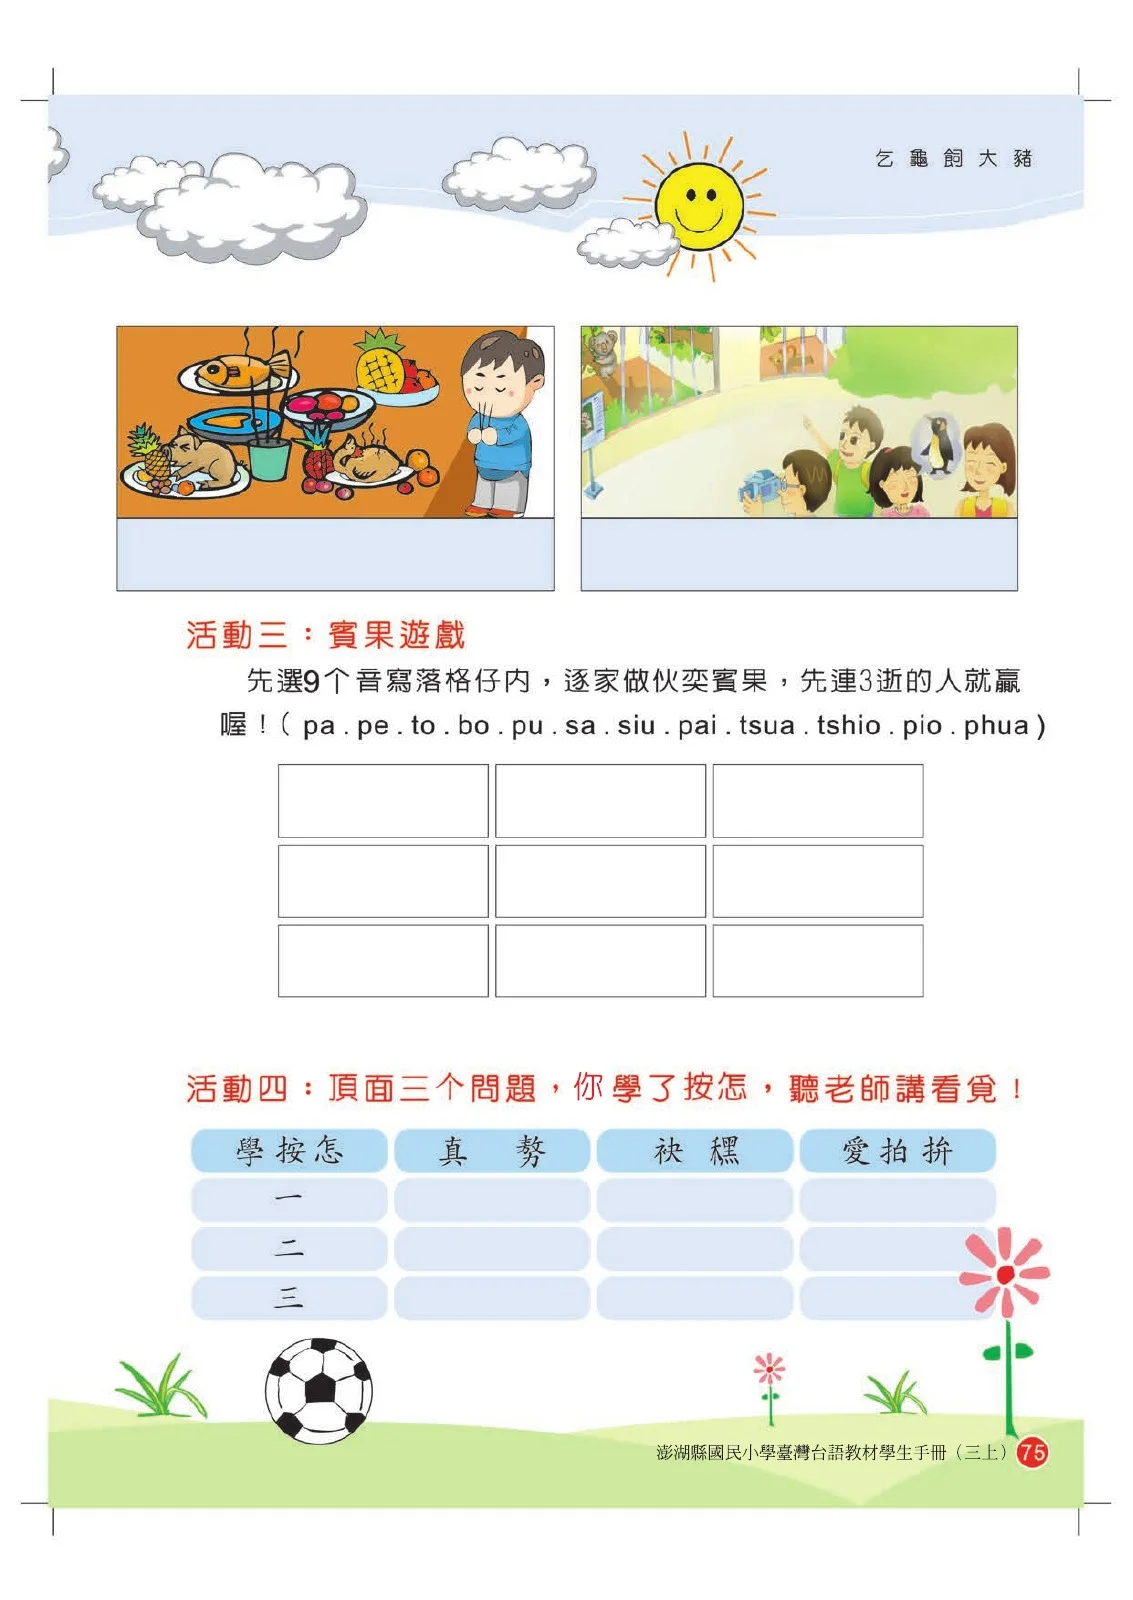 乞龜飼大豬
活動三：賓果遊戲
先選9个音寫落格仔內，逐家做伙奕賓果，先連3逝的人就贏
喔！（pa . pe . to . bo . pu . sa . siu . pai . tsua . tshio . pio . phua )
活動四：頂面三个問題，你學了按怎，聽老師講看覓！
學按怎 真 勢 袂 䆀 愛拍拚
一
二
三
澎湖縣國民小學臺灣台語教材學生手冊（三上） 75